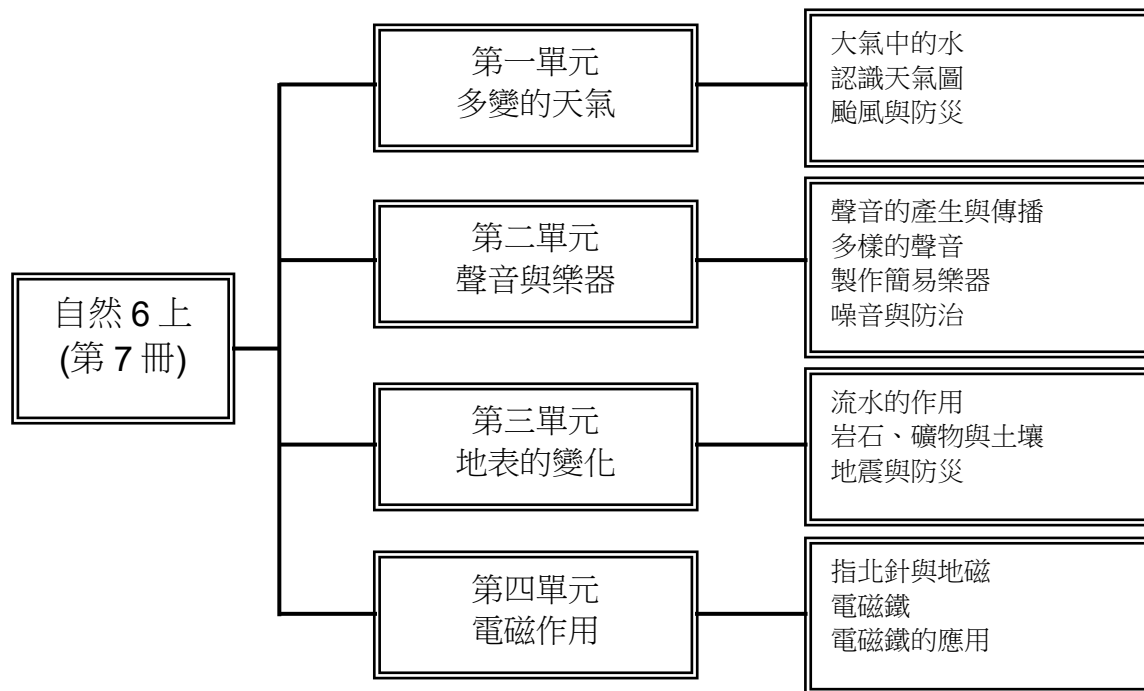 自然 6 上
(第 7 冊)
第一單元
多變的天氣
大氣中的水
認識天氣圖
颱風與防災
第二單元
聲音與樂器
聲音的產生與傳播
多樣的聲音
製作簡易樂器
噪音與防治
第三單元
地表的變化
流水的作用
岩石、礦物與土壤
地震與防災
第四單元
電磁作用
指北針與地磁
電磁鐵
電磁鐵的應用